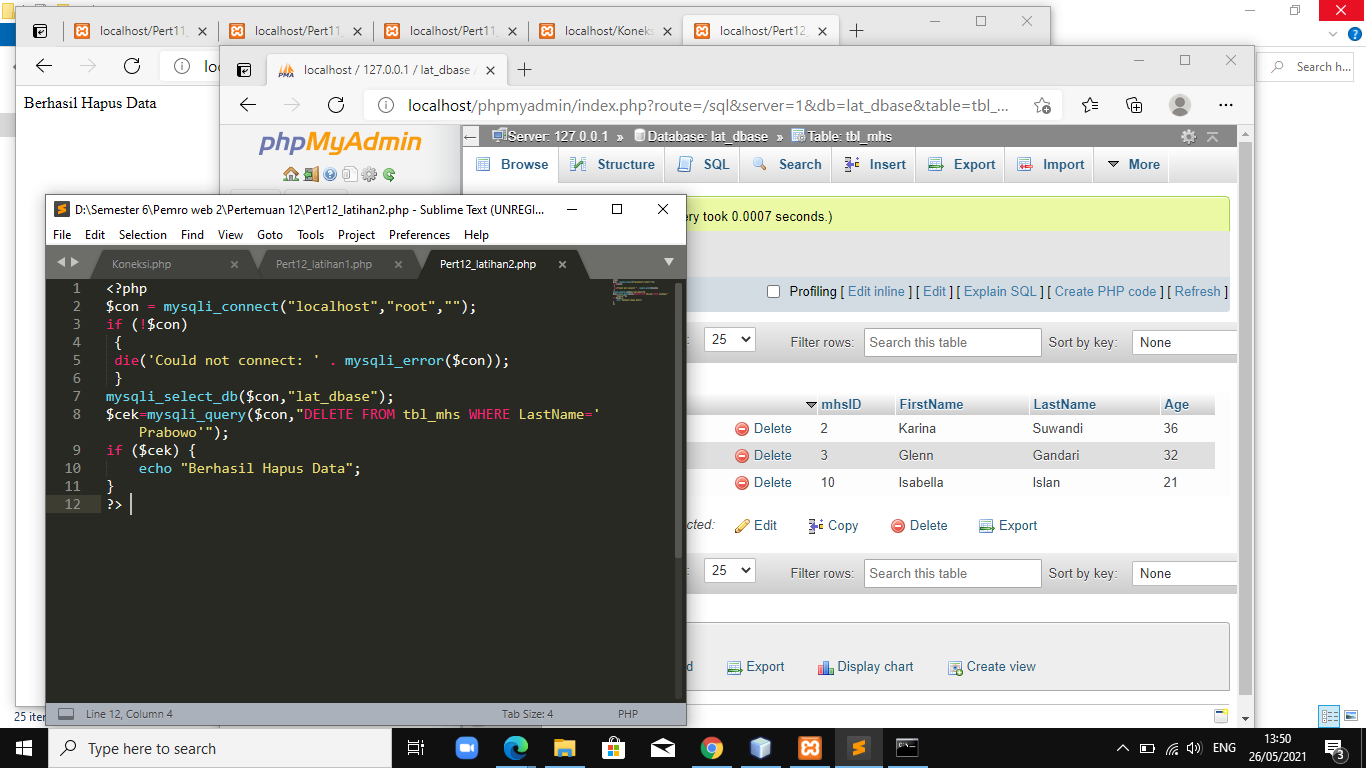 localhost/Pert11_
localhost/Pert11_
localhost/Pert11_
localhost/Konek
localhost/Pert12_
Search h...
localhost / 127.0.0.1 / lat_dbase
localhost/phpmyadmin/index.php?route=/sql&server=1&db=lat_dbase&table=tbl_...
Berhasil Hapus Data
phpMyAdmin
Server: 127.0.0.1 » Database: lat_dbase » Table: tbl_mhs
Browse Structure SQL Search Insert Export Import More
took 0.0007 seconds.)
Profiling [ Edit inline ] [ Edit ] [ Explain SQL ] [ Create PHP code ] [ Refresh ]
25 Filter rows: Search this table Sort by key: None
mhsID FirstName LastName Age
Delete 2 Karina Suwandi 36
Delete 3 Glenn Gandari 32
Delete 10 Isabella Islan 21
Edit Copy Delete Export
25 Filter rows: Search this table Sort by key: None
Export Display chart Create view
D:\Semester 6\Pemro web 2\Pertemuan 12\Pert12_latihan2.php - Sublime Text (UNREGI...
File Edit Selection Find View Goto Tools Project Preferences Help
Koneksi.php Pert12_latihan1.php Pert12_latihan2.php
1 <?php
2 $con = mysqli_connect("localhost","root","");
3 if (!$con)
4 {
5 die('Could not connect: ' . mysqli_error($con));
6 }
7 mysqli_select_db($con,"lat_dbase");
8 $cek=mysqli_query($con,"DELETE FROM tbl_mhs WHERE LastName='
Prabowo'");
9 if ($cek) {
10 echo "Berhasil Hapus Data";
11 }
12 ?>
Line 12, Column 4 Tab Size: 4 PHP
25 iter
Type here to search
ENG
13:50
26/05/2021
3